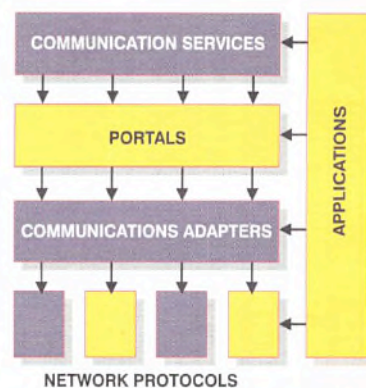 COMMUNICATION SERVICES
PORTALS
COMMUNICATIONS ADAPTERS
NETWORK PROTOCOLS
APPLICATIONS